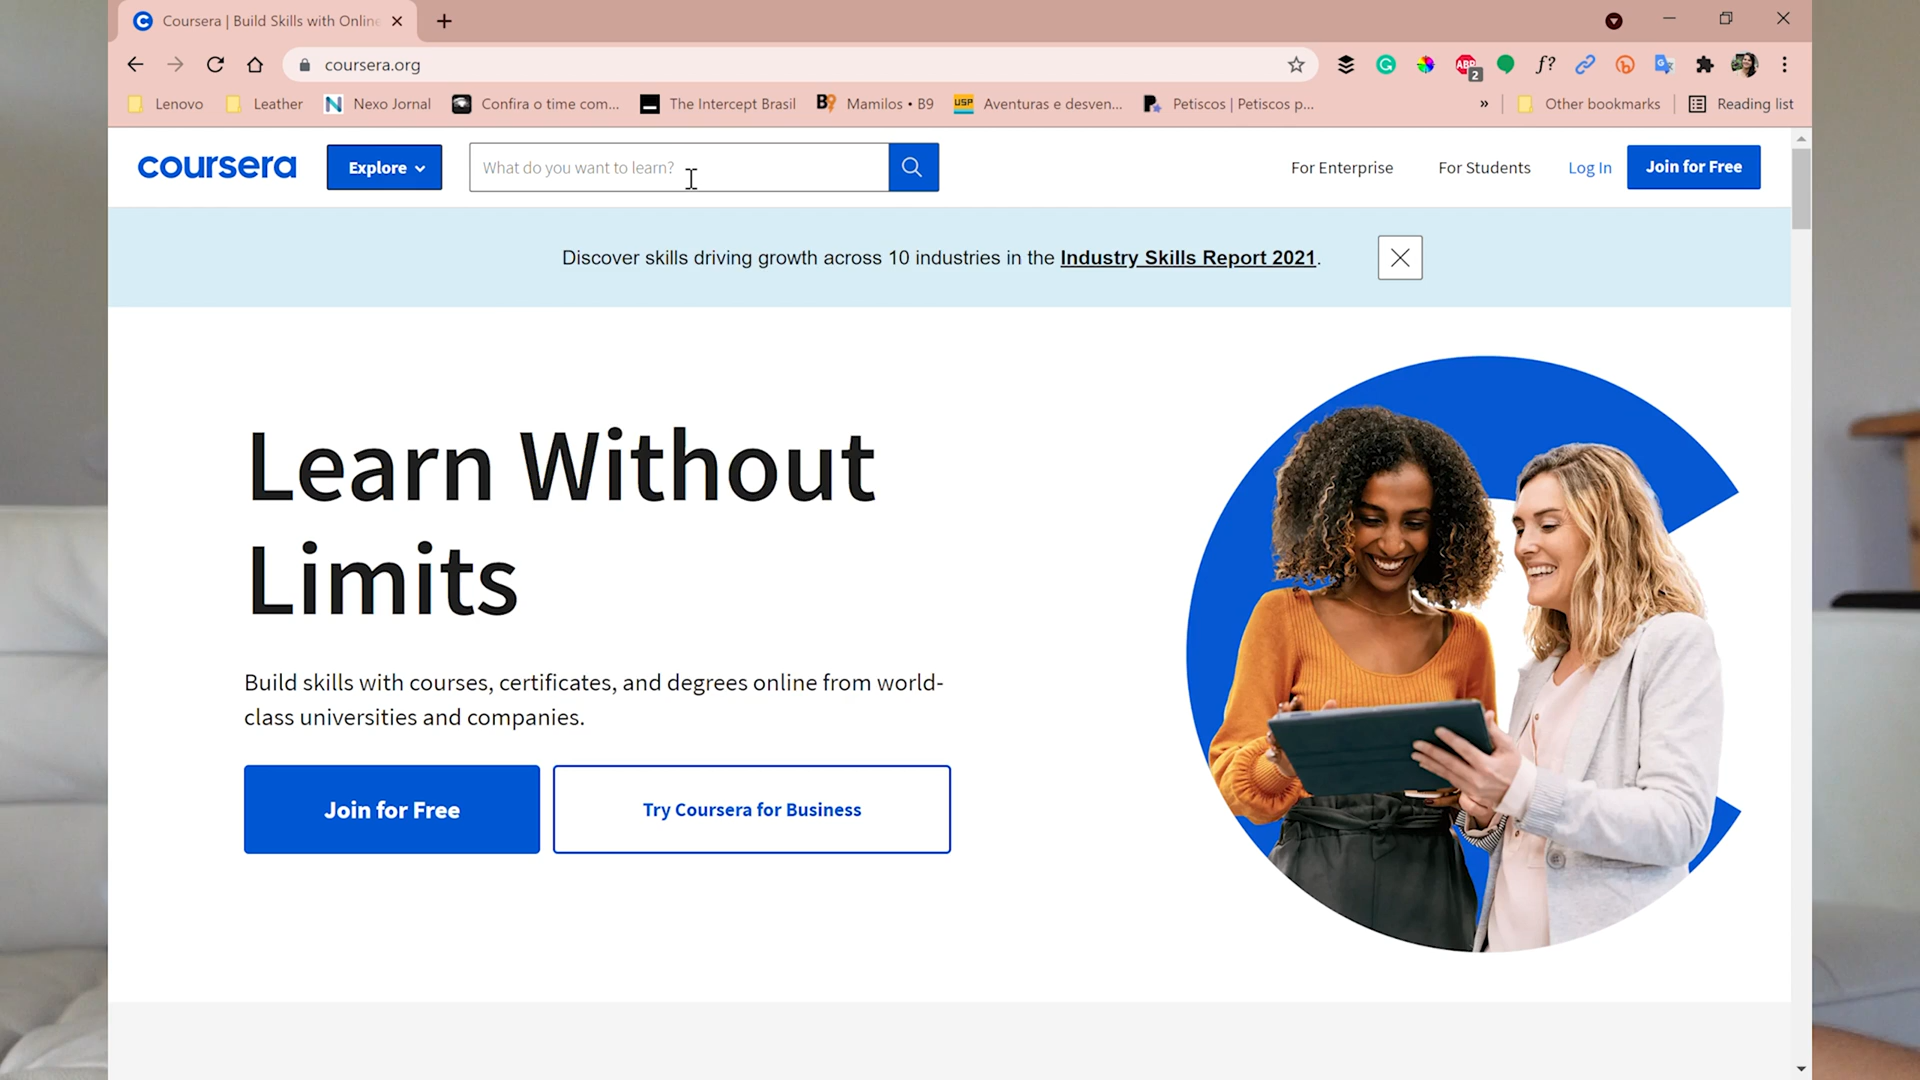 Coursera | Build Skills with Online
coursera.org
ABP
2
f?
Lenovo
Leather
N
Nexo Jornal
Confira o time com...
The Intercept Brasil
B9
Mamilos • B9
USP
Aventuras e desven...
Petiscos | Petiscos p...
»
Other bookmarks
Reading list
coursera
Explore
What do you want to learn?
For Enterprise
For Students
Log In
Join for Free
Discover skills driving growth across 10 industries in the Industry Skills Report 2021.
Learn Without
Limits
Build skills with courses, certificates, and degrees online from world-
class universities and companies.
Join for Free
Try Coursera for Business